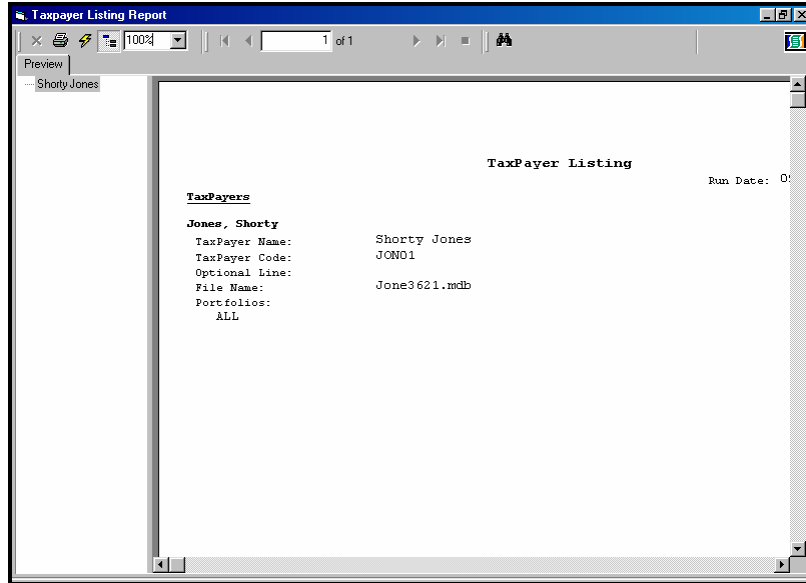 Taxpayer Listing Report
100%
1 of 1
Preview
Shorty Jones
TaxPayer Listing
Run Date:
TaxPayers
Jones, Shorty
TaxPayer Name: Shorty Jones
TaxPayer Code: JON01
Optional Line:
File Name: Jone3621.mdb
Portfolios:
ALL